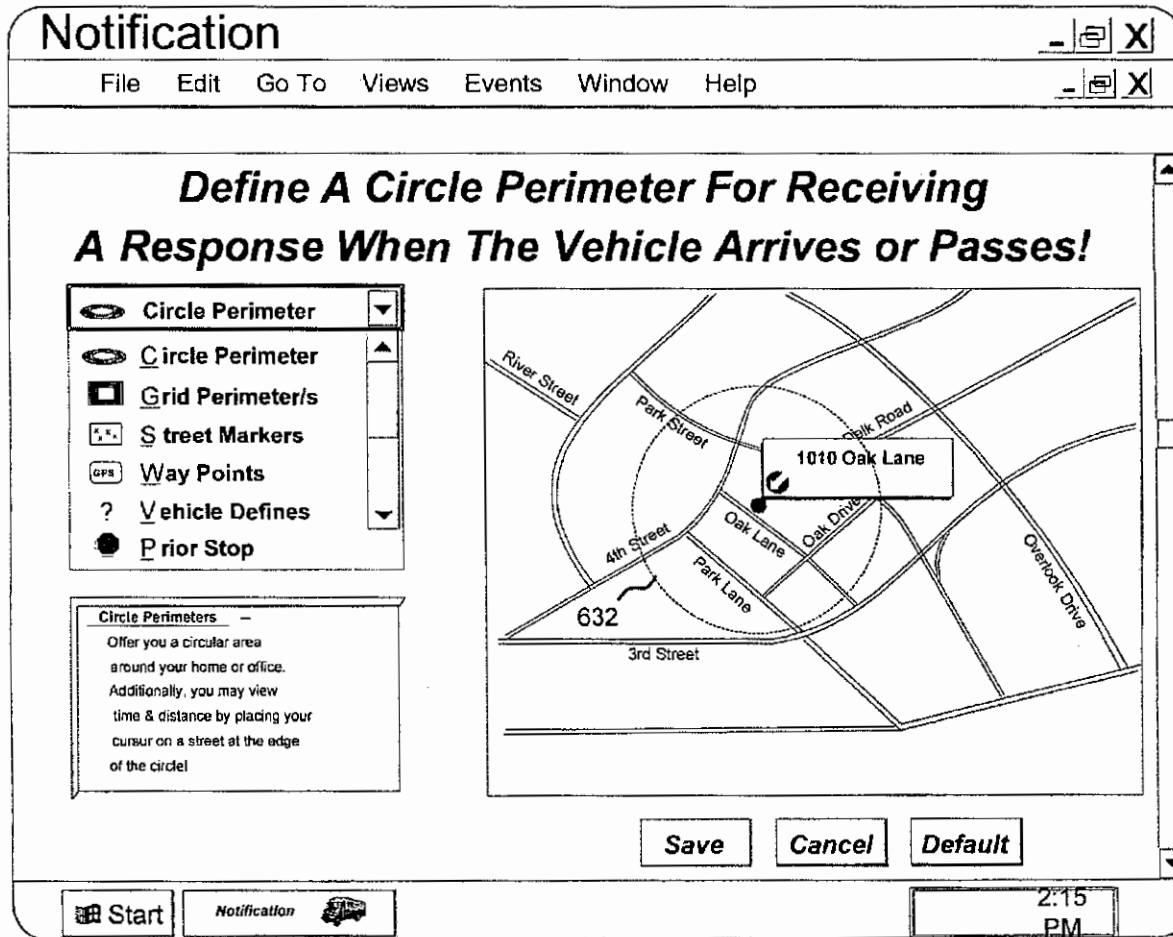 Notification
File Edit Go To Views Events Window Help
Define A Circle Perimeter For Receiving
A Response When The Vehicle Arrives or Passes!
Circle Perimeter
Circle Perimeter
Grid Perimeter/s
Street Markers
GPS Way Points
? Vehicle Defines
Prior Stop
Circle Perimeters –
Offer you a circular area
around your home or office.
Additionally, you may view
time & distance by placing your
cursur on a street at the edge
of the circle!
River Street
Park Street
Delk Road
1010 Oak Lane
Oak Lane
Oak Drive
4th Street
Park Lane
Overlook Drive
632
3rd Street
Save Cancel Default
Start Notification
2:15
PM